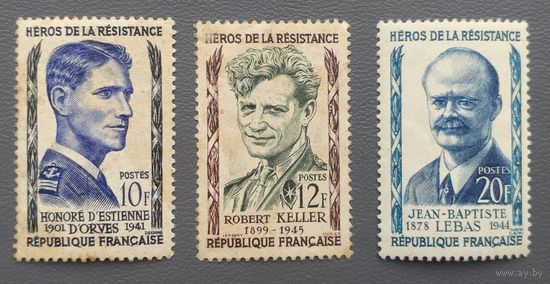 HÉROS DE LA RÉSISTANCE
POSTES
10F
HONORÉ D'ESTIENNE
1901 D'ORVES 1941
RÉPUBLIQUE FRANÇAISE
HÉROS DE LA RÉSISTANCE
POSTES
12F
ROBERT KELLER
1899-1945
RÉPUBLIQUE FRANÇAISE
HÉROS DE LA RÉSISTANCE
POSTES
20F
JEAN-BAPTISTE
1878 LEBAS 1944
RÉPUBLIQUE FRANÇAISE
ay.by